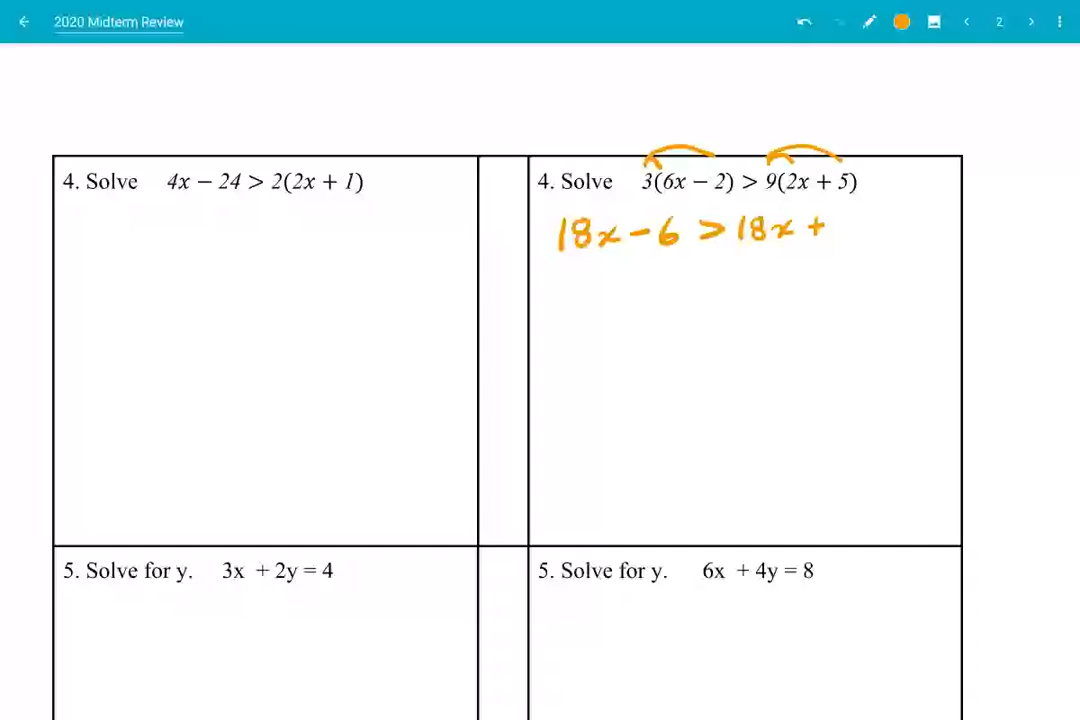 2020 Midterm Review
2
4. Solve 4x − 24 > 2(2x + 1)
4. Solve 3(6x − 2) > 9(2x + 5)
18x − 6 > 18x +
5. Solve for y. 3x + 2y = 4
5. Solve for y. 6x + 4y = 8